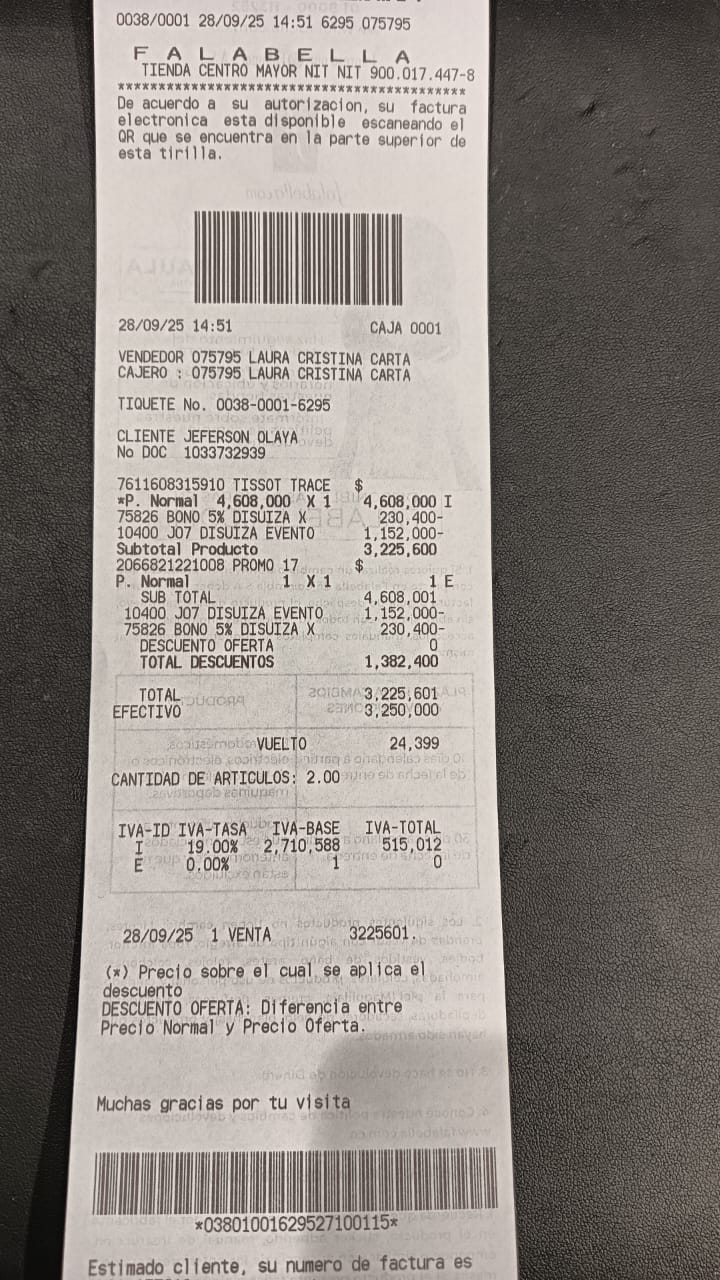 0038/0001 28/09/25 14:51 6295 075795
F A L A B E L L A
TIENDA CENTRO MAYOR NIT NIT 900.017.447-8
******************************************
De acuerdo a su autorizacion, su factura
electronica esta disponible escaneando el
QR que se encuentra en la parte superior de
esta tirilla.
28/09/25 14:51 CAJA 0001
VENDEDOR 075795 LAURA CRISTINA CARTA
CAJERO : 075795 LAURA CRISTINA CARTA
TIQUETE No. 0038-0001-6295
CLIENTE JEFERSON OLAYA
No DOC 1033732939
7611608315910 TISSOT TRACE $
*P. Normal 4,608,000 X 1 4,608,000 I
75826 BONO 5% DISUIZA X 230,400-
10400 J07 DISUIZA EVENTO 1,152,000-
Subtotal Producto 3,225,600
2066821221008 PROMO 17 $
P. Normal 1 X 1 1 E
SUB TOTAL 4,608,001
10400 J07 DISUIZA EVENTO 1,152,000-
75826 BONO 5% DISUIZA X 230,400-
DESCUENTO OFERTA 0
TOTAL DESCUENTOS 1,382,400
TOTAL 3,225,601
EFECTIVO 3,250,000
VUELTO 24,399
CANTIDAD DE ARTICULOS: 2.00
IVA-ID IVA-TASA IVA-BASE IVA-TOTAL
I 19.00% 2,710,588 515,012
E 0.00% 1 0
28/09/25 1 VENTA 3225601.
(*) Precio sobre el cual se aplica el
descuento
DESCUENTO OFERTA: Diferencia entre
Precio Normal y Precio Oferta.
Muchas gracias por tu visita
*03801001629527100115*
Estimado cliente, su numero de factura es